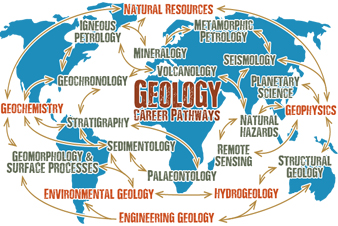 NATURAL RESOURCES
IGNEOUS
PETROLOGY
METAMORPHIC
PETROLOGY
MINERALOGY
SEISMOLOGY
GEOCHRONOLOGY
VOLCANOLOGY
PLANETARY
SCIENCE
GEOLOGY
CAREER PATHWAYS
GEOCHEMISTRY
GEOPHYSICS
STRATIGRAPHY
NATURAL
HAZARDS
SEDIMENTOLOGY
REMOTE
SENSING
GEOMORPHOLOGY &
SURFACE PROCESSES
STRUCTURAL
GEOLOGY
PALAEONTOLOGY
ENVIRONMENTAL GEOLOGY
HYDROGEOLOGY
ENGINEERING GEOLOGY